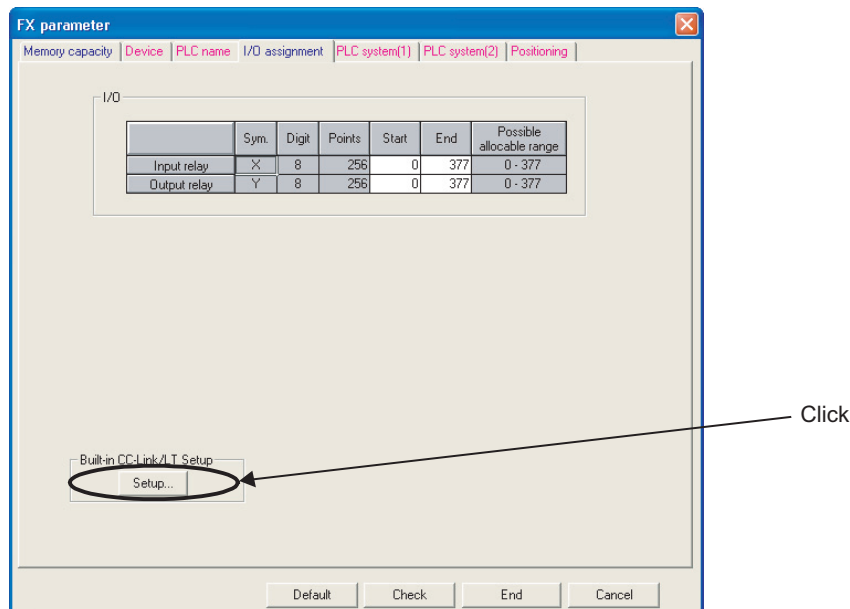 FX parameter
Memory capacity Device PLC name I/O assignment PLC system(1) PLC system(2) Positioning
I/O
Sym. Digit Points Start End Possible allocable range
Input relay X 8 256 0 377 0 - 377
Output relay Y 8 256 0 377 0 - 377
Click
Built-in CC-Link/LT Setup
Setup...
Default Check End Cancel